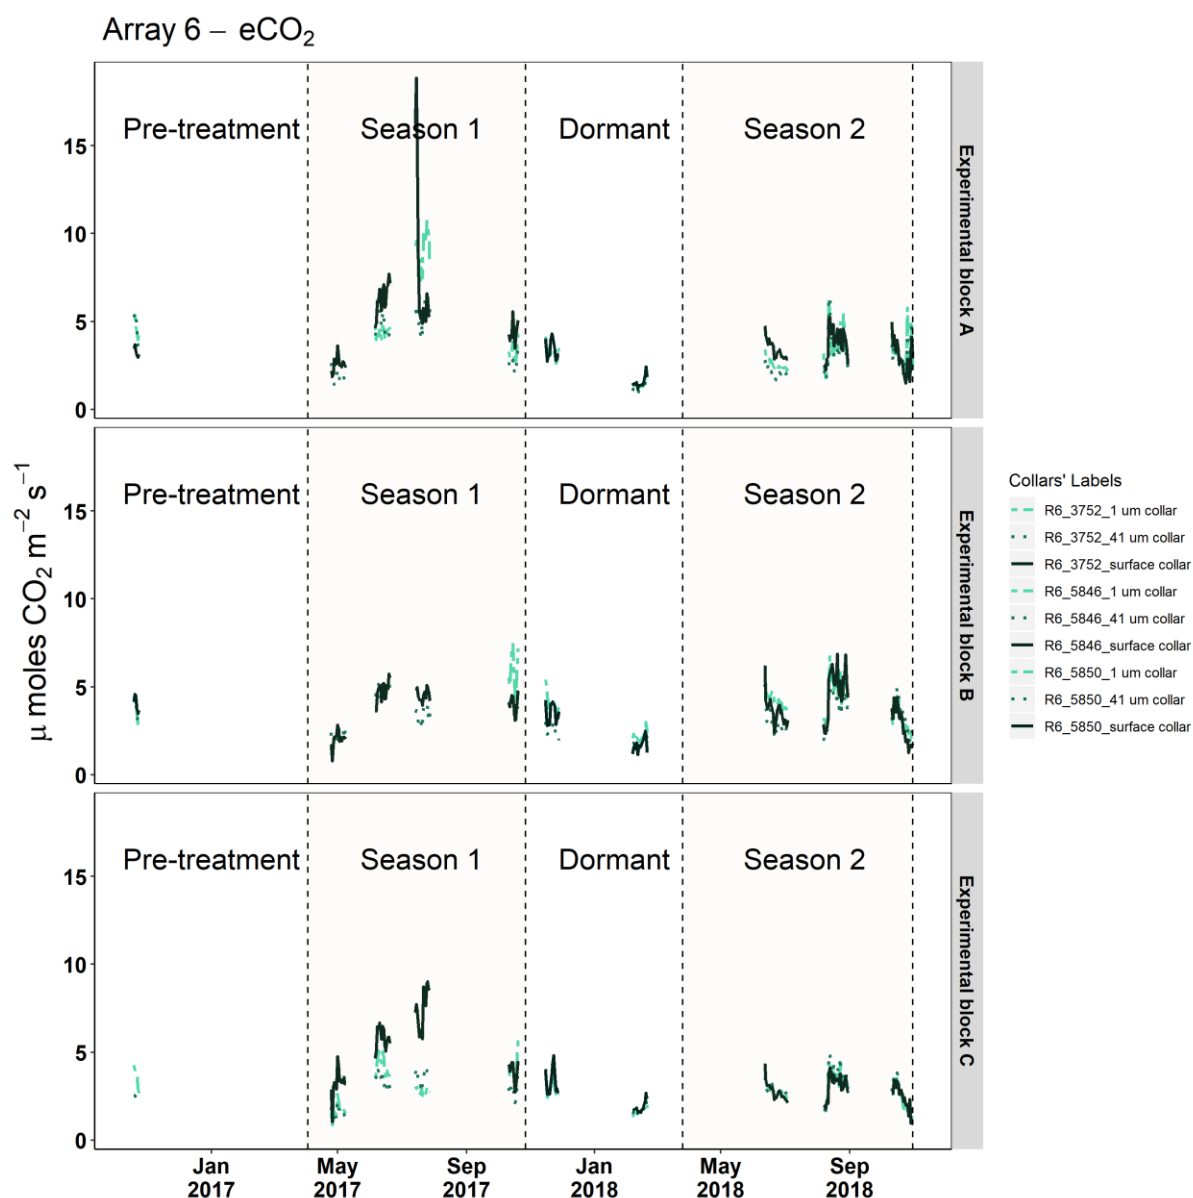 Array 6 – eCO₂
Pre-treatment
Season 1
Dormant
Season 2
15
10
5
0
Experimental block A
Pre-treatment
Season 1
Dormant
Season 2
15
10
5
0
Experimental block B
Pre-treatment
Season 1
Dormant
Season 2
15
10
5
0
Experimental block C
μ moles CO₂ m⁻² s⁻¹
Jan
2017
May
2017
Sep
2017
Jan
2018
May
2018
Sep
2018
Collars' Labels
R6_3752_1 um collar
R6_3752_41 um collar
R6_3752_surface collar
R6_5846_1 um collar
R6_5846_41 um collar
R6_5846_surface collar
R6_5850_1 um collar
R6_5850_41 um collar
R6_5850_surface collar